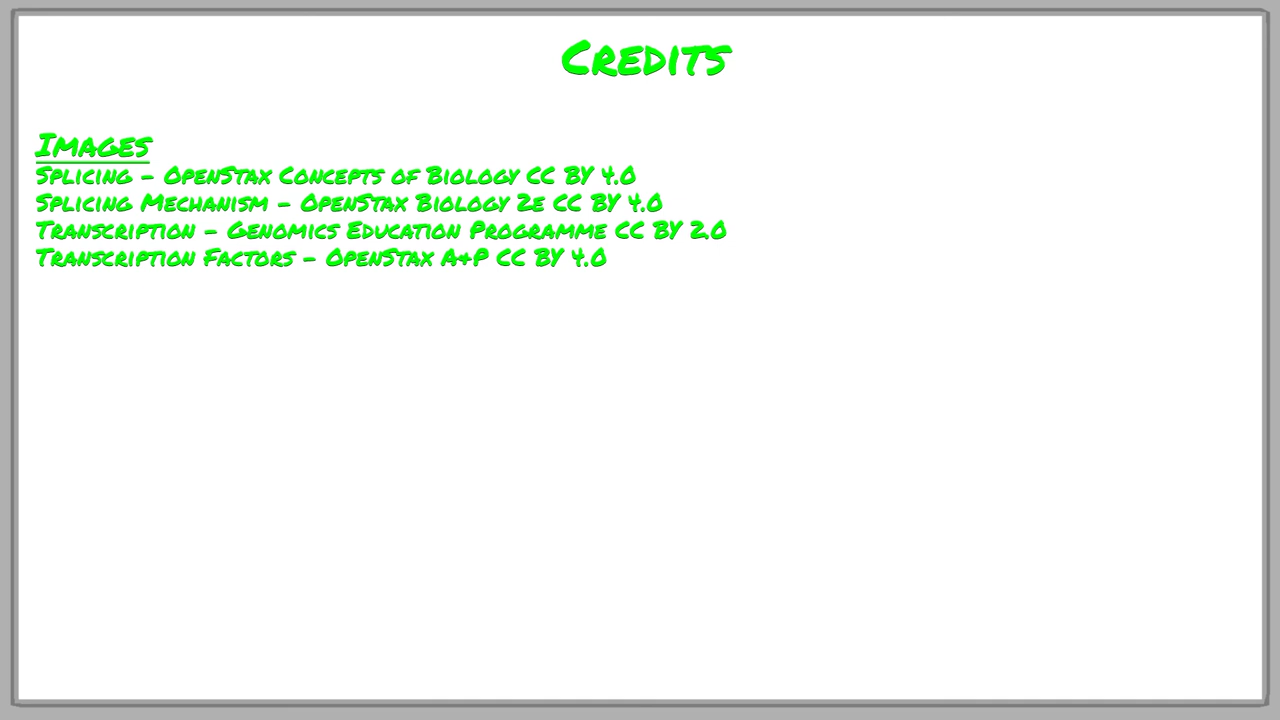 Credits
Images
Splicing – OpenStax Concepts of Biology CC BY 4.0
Splicing Mechanism – OpenStax Biology 2e CC BY 4.0
Transcription – Genomics Education Programme CC BY 2.0
Transcription Factors – OpenStax A&P CC BY 4.0